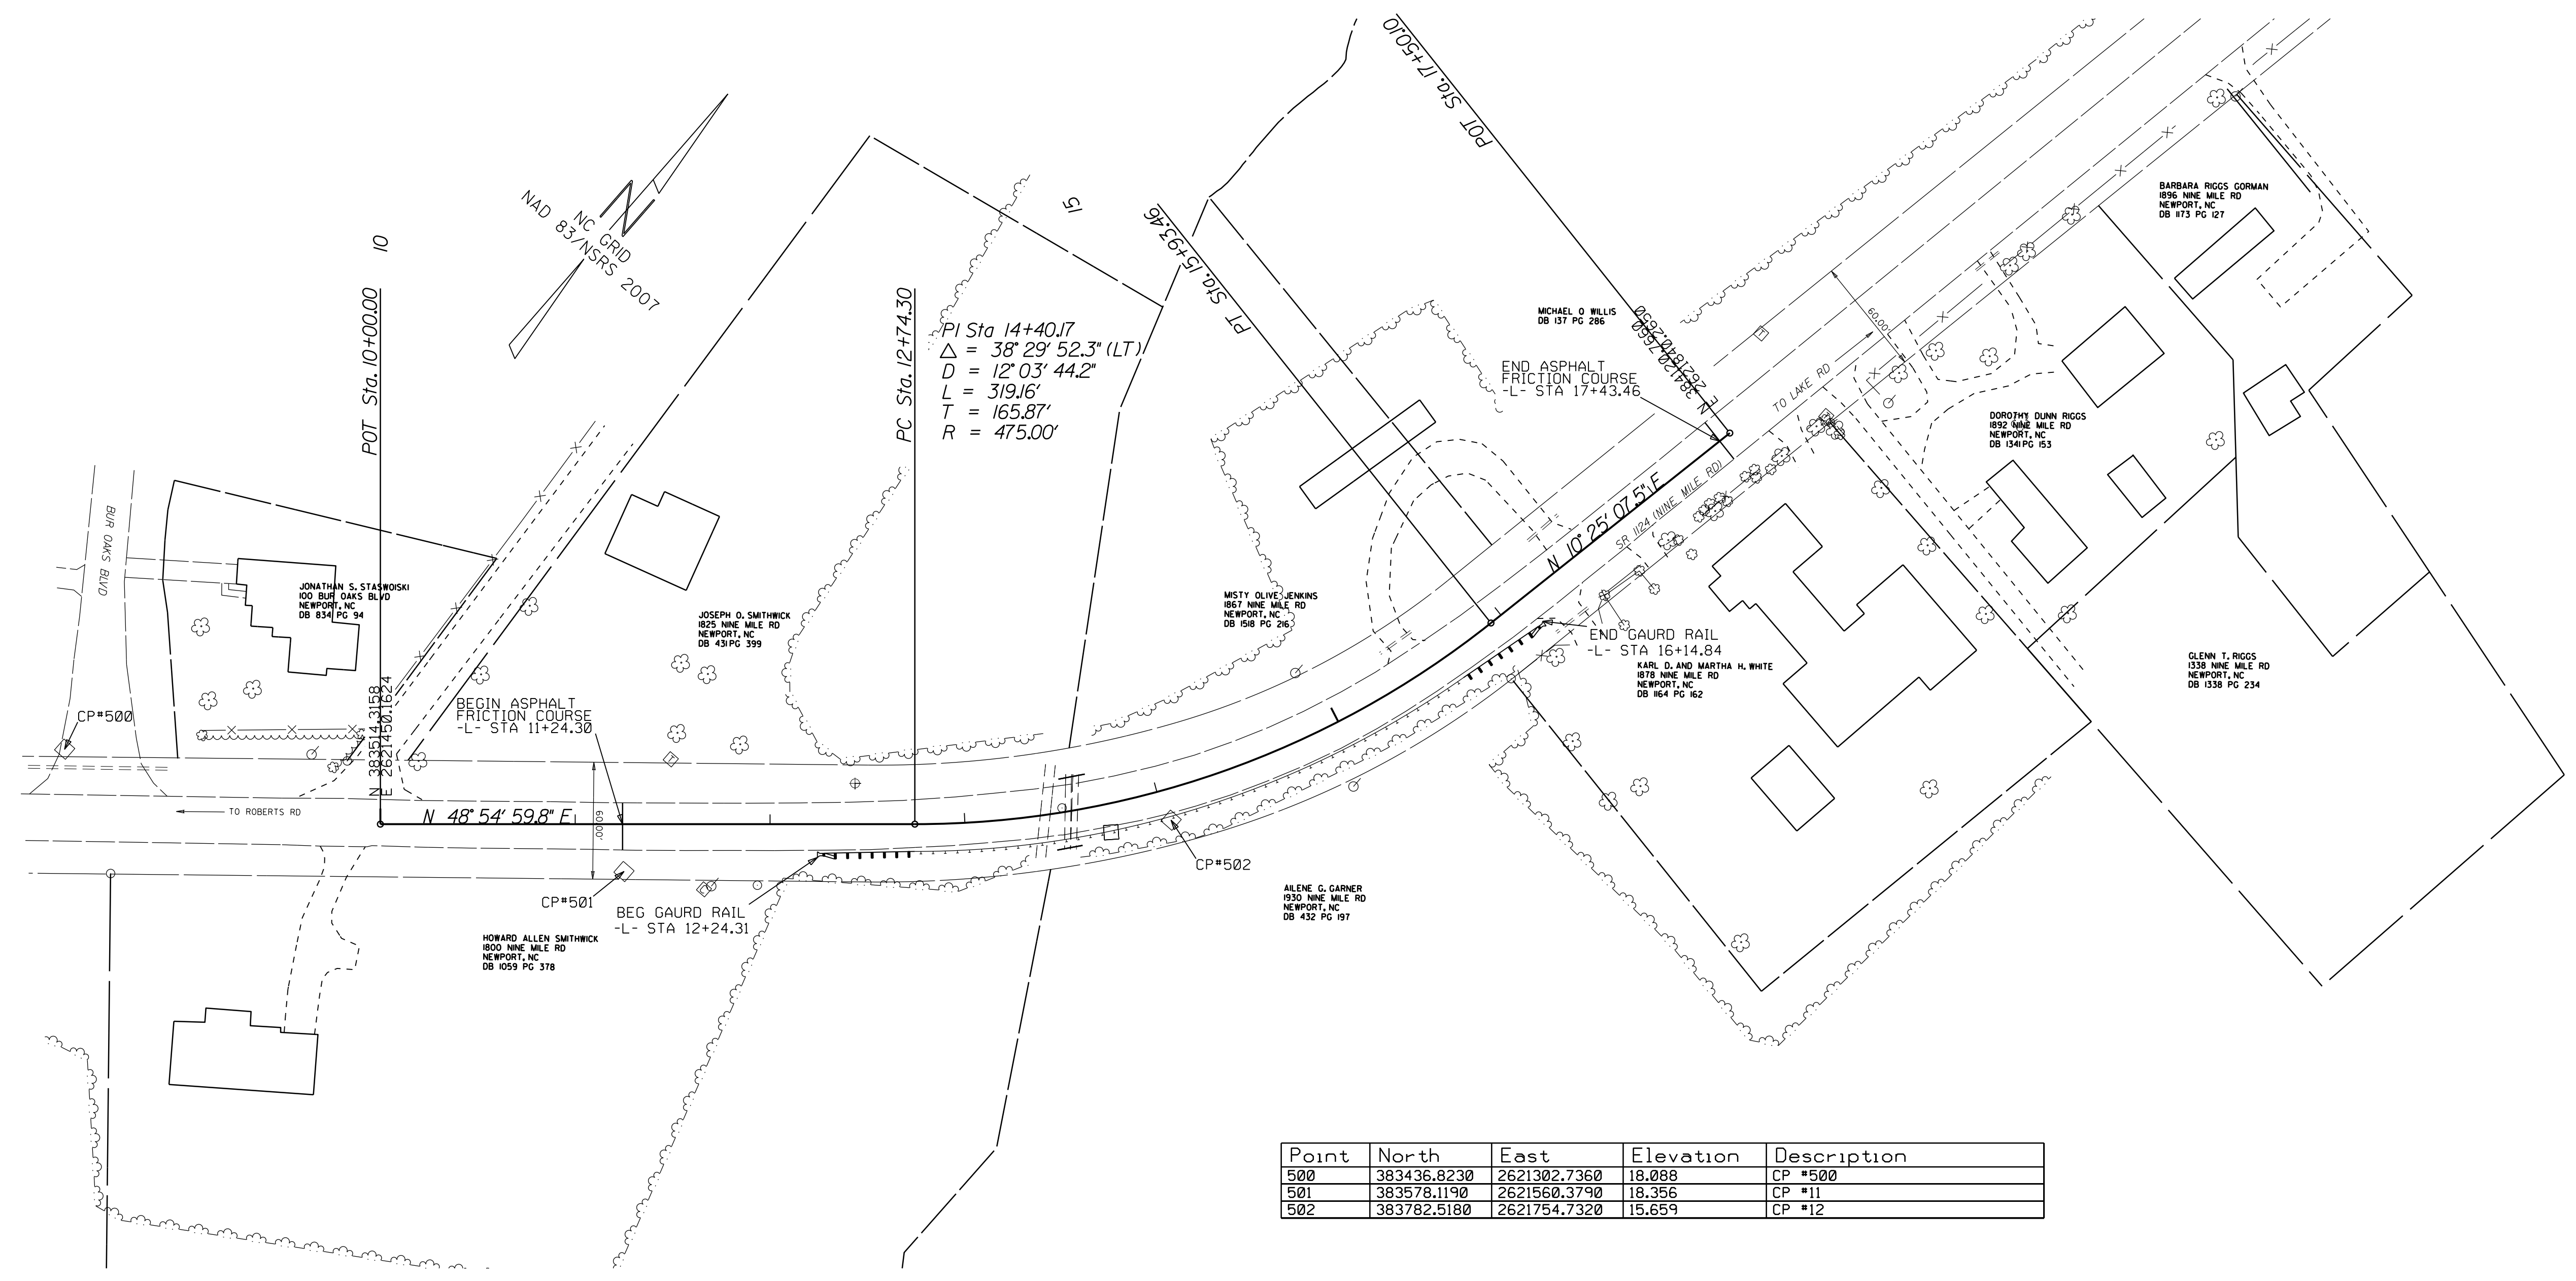 POT Sta. 17+50.10
NC GRID
NAD 83/NSRS 2007
15
10
PT Sta. 15+93.46
POT Sta. 10+00.00
PC Sta. 12+74.30
PI Sta 14+40.17
△ = 38° 29' 52.3" (LT)
D = 12° 03' 44.2"
L = 319.16'
T = 165.87'
R = 475.00'
BARBARA RIGGS GORMAN
1896 NINE MILE RD
NEWPORT, NC
DB 1173 PG 127
MICHAEL O WILLIS
DB 137 PG 286
N 384120.7660
E 2621840.2650
60.00'
END ASPHALT
FRICTION COURSE
-L- STA 17+43.46
TO LAKE RD
DOROTHY DUNN RIGGS
1892 NINE MILE RD
NEWPORT, NC
DB 1341 PG 153
BUR OAKS BLVD
N 10° 25' 07.5" E
SR 1124 (NINE MILE RD)
JONATHAN S. STASWOISKI
100 BUR OAKS BLVD
NEWPORT, NC
DB 834 PG 94
JOSEPH O. SMITHWICK
1825 NINE MILE RD
NEWPORT, NC
DB 431 PG 399
MISTY OLIVE JENKINS
1867 NINE MILE RD
NEWPORT, NC
DB 1518 PG 216
END GAURD RAIL
-L- STA 16+14.84
KARL D. AND MARTHA H. WHITE
1878 NINE MILE RD
NEWPORT, NC
DB 1164 PG 162
GLENN T. RIGGS
1338 NINE MILE RD
NEWPORT, NC
DB 1338 PG 234
CP#500
N 383514.3158
E 2621450.1624
BEGIN ASPHALT
FRICTION COURSE
-L- STA 11+24.30
TO ROBERTS RD
N 48° 54' 59.8" E
60.00'
CP#501
CP#502
BEG GAURD RAIL
-L- STA 12+24.31
AILENE G. GARNER
1930 NINE MILE RD
NEWPORT, NC
DB 432 PG 197
HOWARD ALLEN SMITHWICK
1800 NINE MILE RD
NEWPORT, NC
DB 1059 PG 378
Point North East Elevation Description
500 383436.8230 2621302.7360 18.088 CP #500
501 383578.1190 2621560.3790 18.356 CP #11
502 383782.5180 2621754.7320 15.659 CP #12